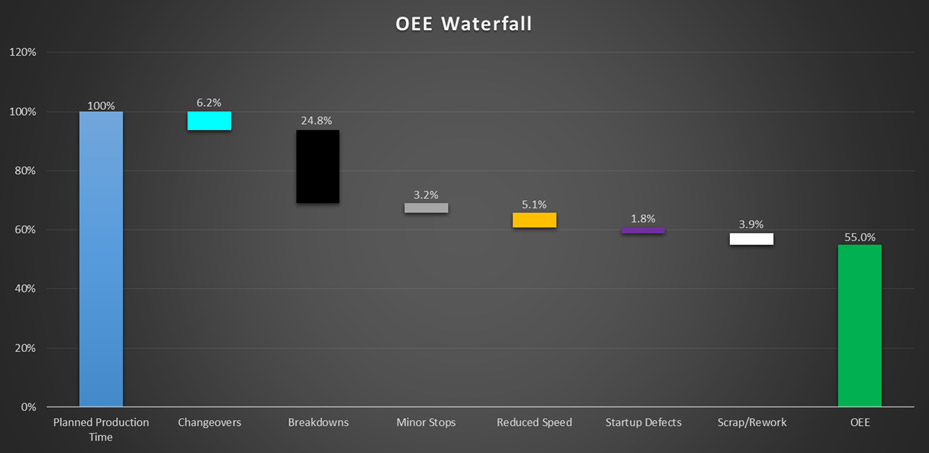 OEE Waterfall
120%
100%
80%
60%
40%
20%
0%
100%
6.2%
24.8%
3.2%
5.1%
1.8%
3.9%
55.0%
Planned Production
Time
Changeovers
Breakdowns
Minor Stops
Reduced Speed
Startup Defects
Scrap/Rework
OEE